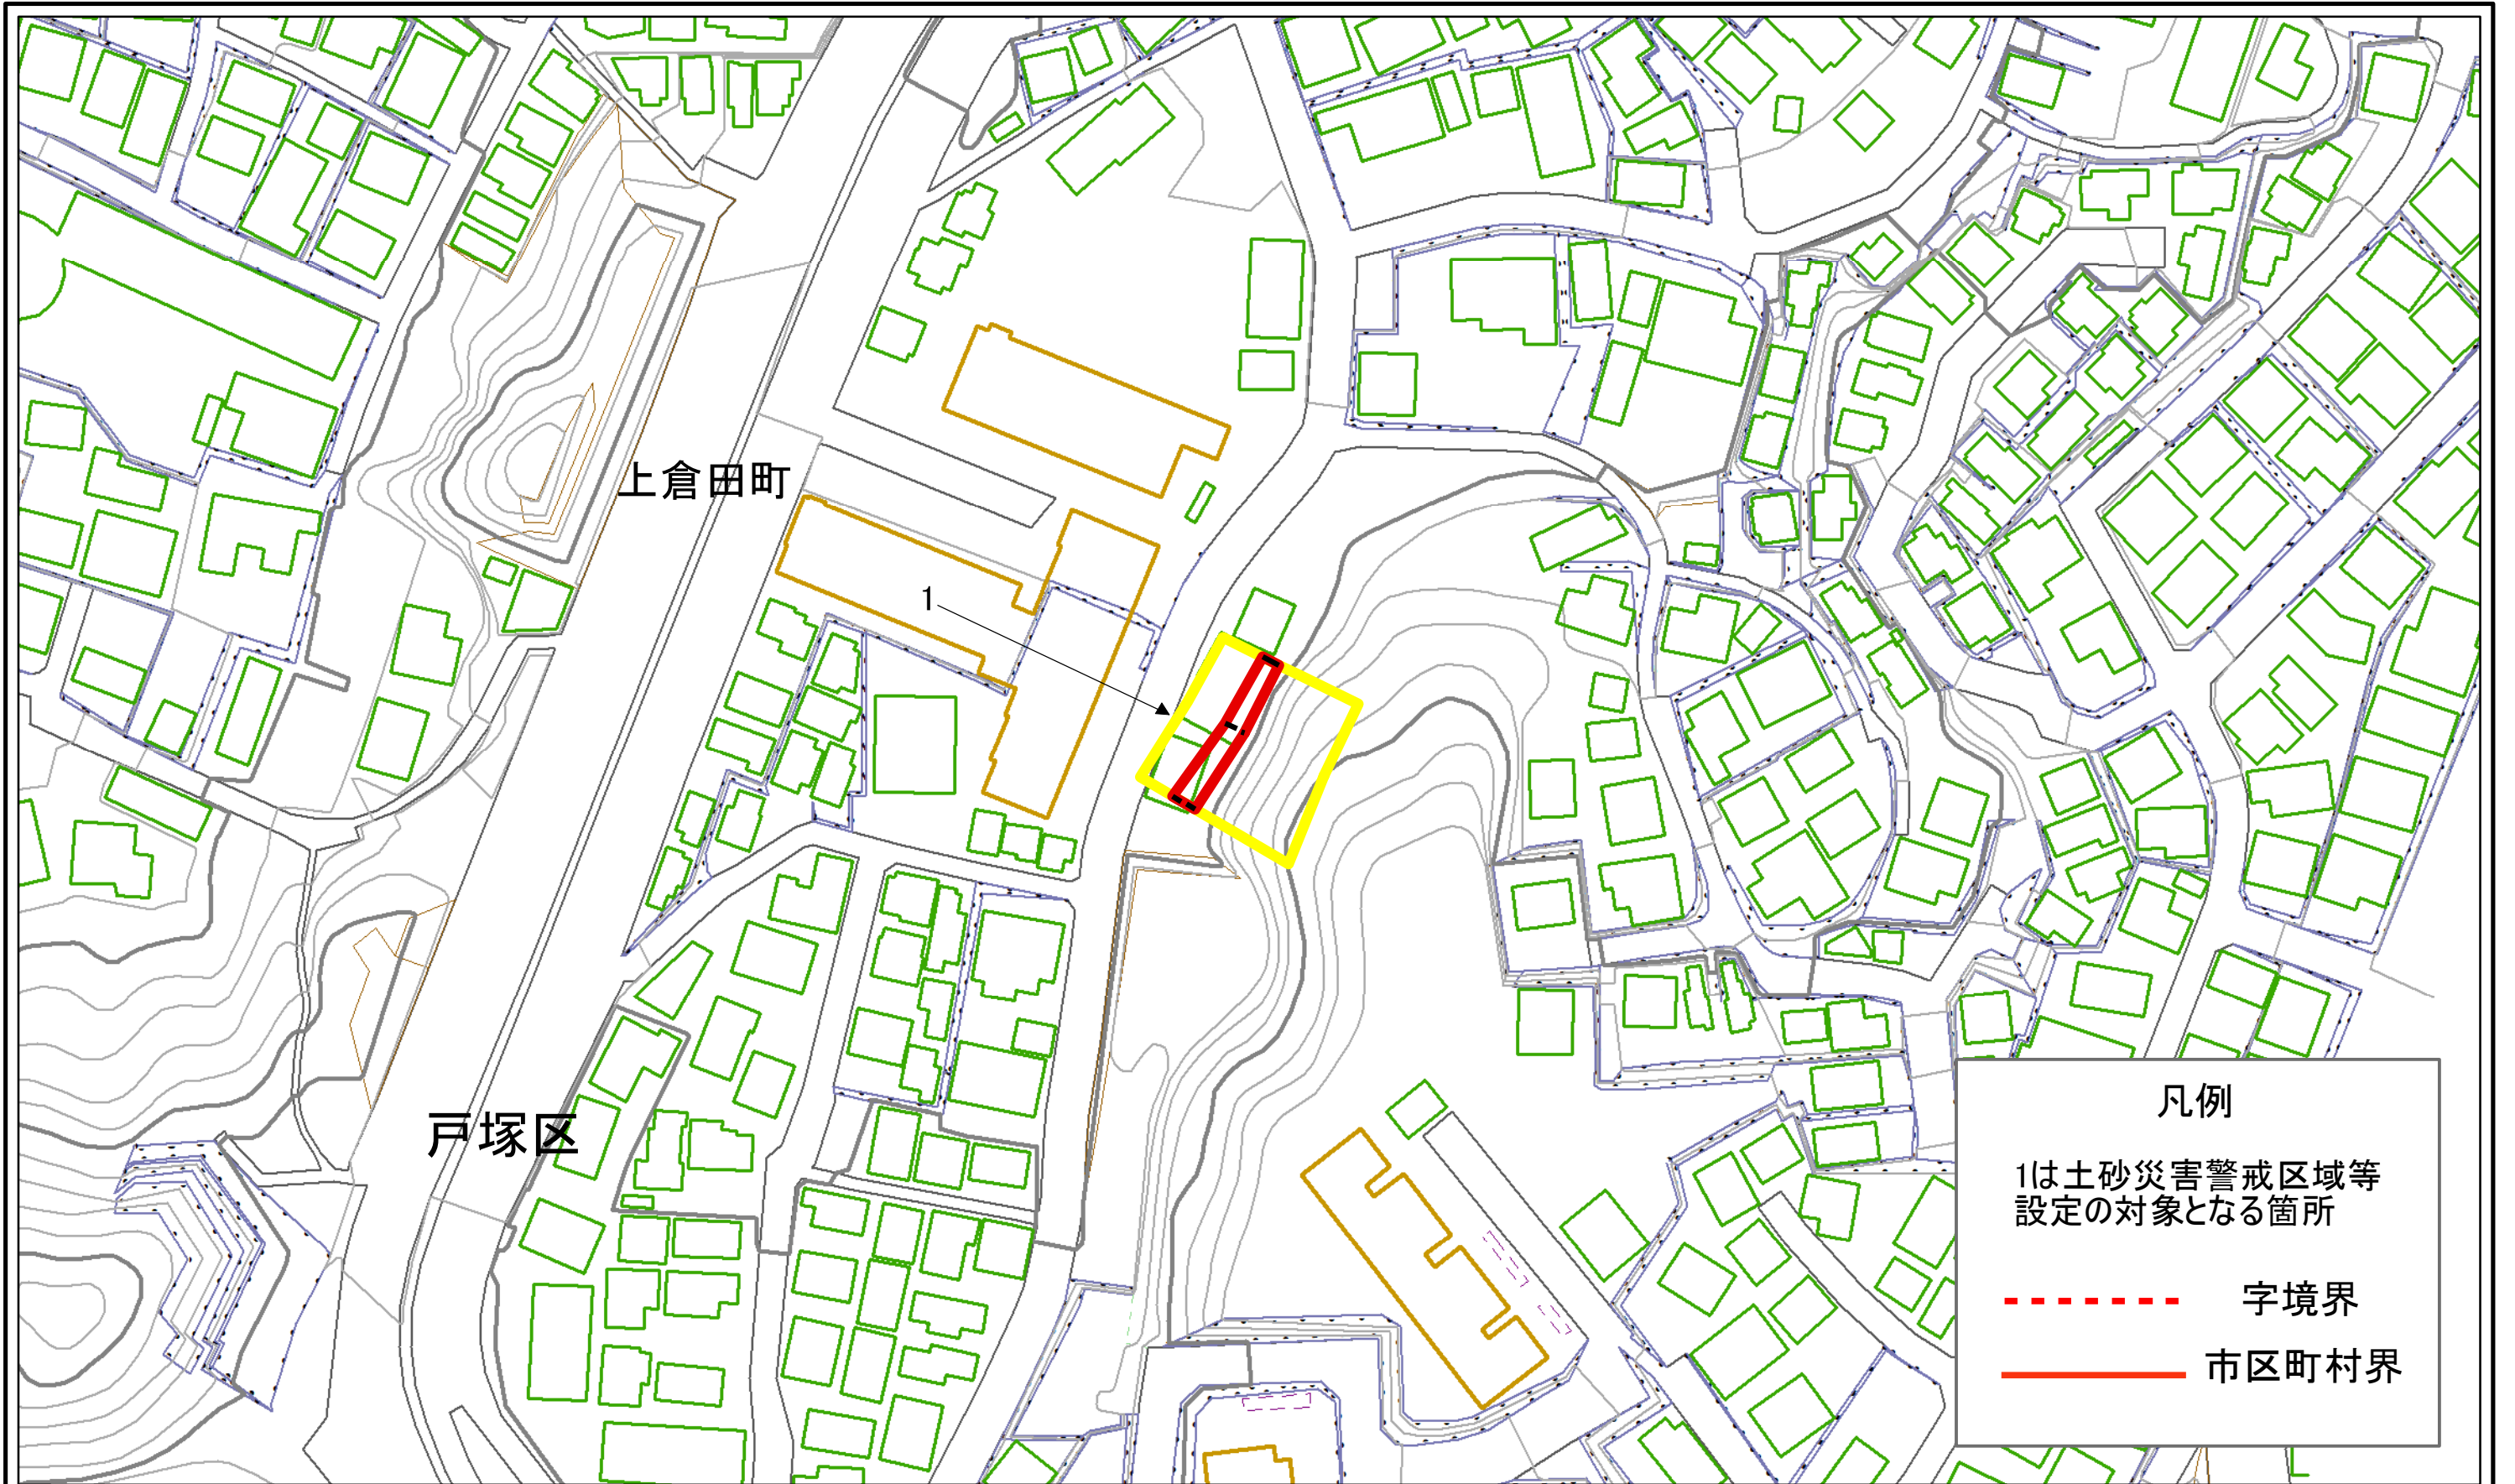 上倉田町
1
戸塚区
凡例
1は土砂災害警戒区域等
設定の対象となる箇所
字境界
市区町村界